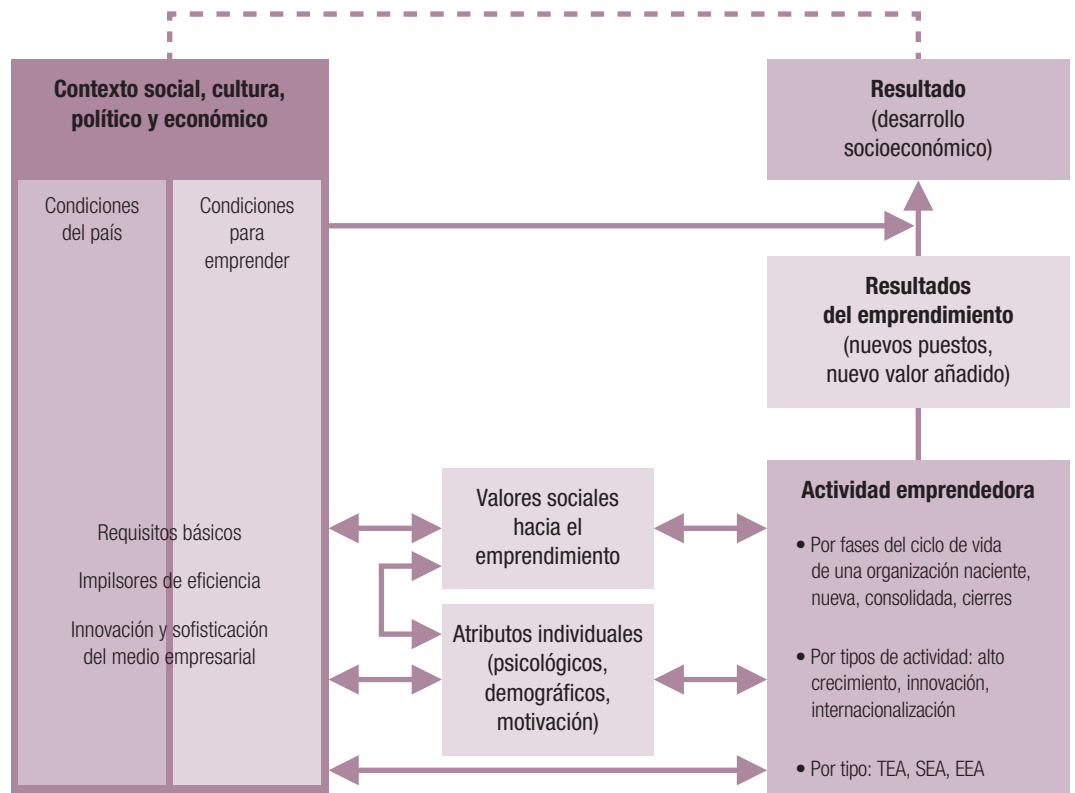 Contexto social, cultura,
político y económico
Condiciones
del país
Condiciones
para
emprender
Requisitos básicos
Impilsores de eficiencia
Innovación y sofisticación
del medio empresarial
Valores sociales
hacia el
emprendimiento
Atributos individuales
(psicológicos,
demográficos,
motivación)
Resultado
(desarrollo
socioeconómico)
Resultados
del emprendimiento
(nuevos puestos,
nuevo valor añadido)
Actividad emprendedora
• Por fases del ciclo de vida
de una organización naciente,
nueva, consolidada, cierres
• Por tipos de actividad: alto
crecimiento, innovación,
internacionalización
• Por tipo: TEA, SEA, EEA